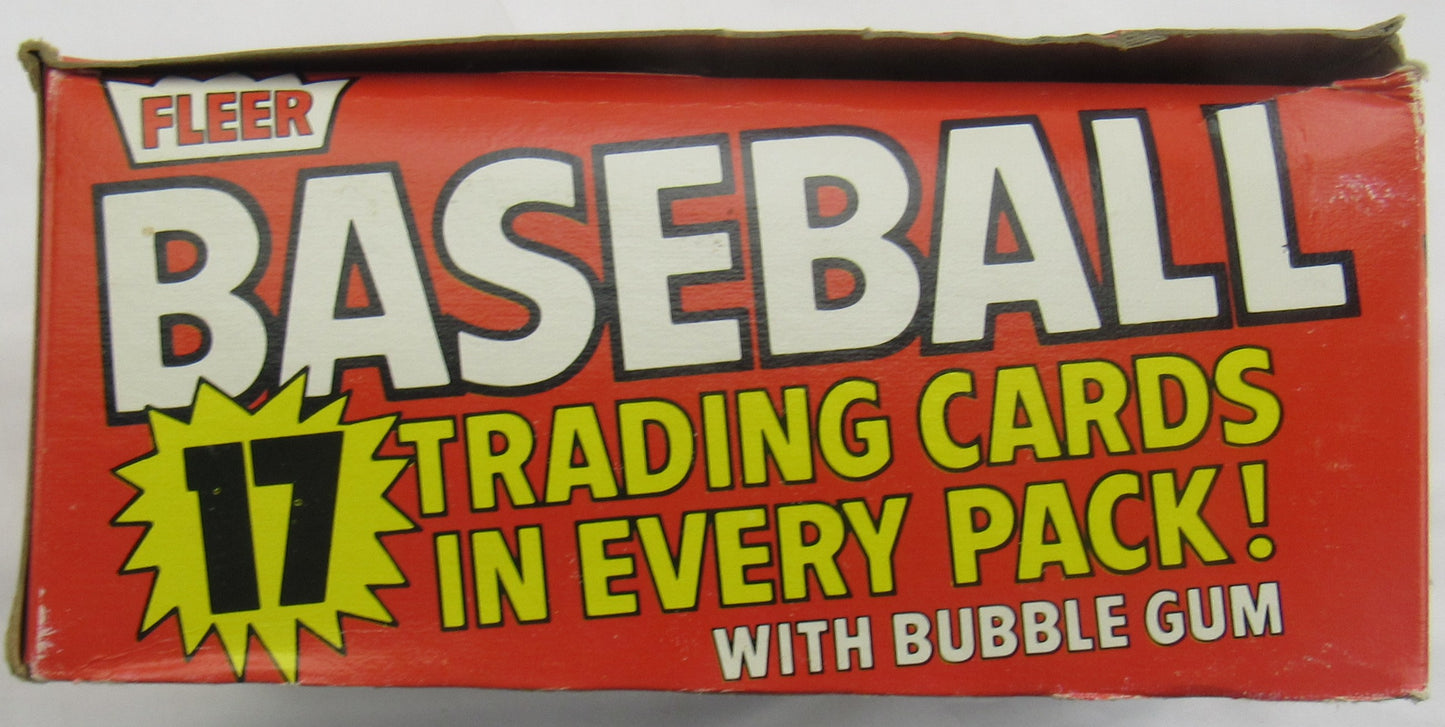 FLEER
BASEBALL
17 TRADING CARDS
IN EVERY PACK!
WITH BUBBLE GUM